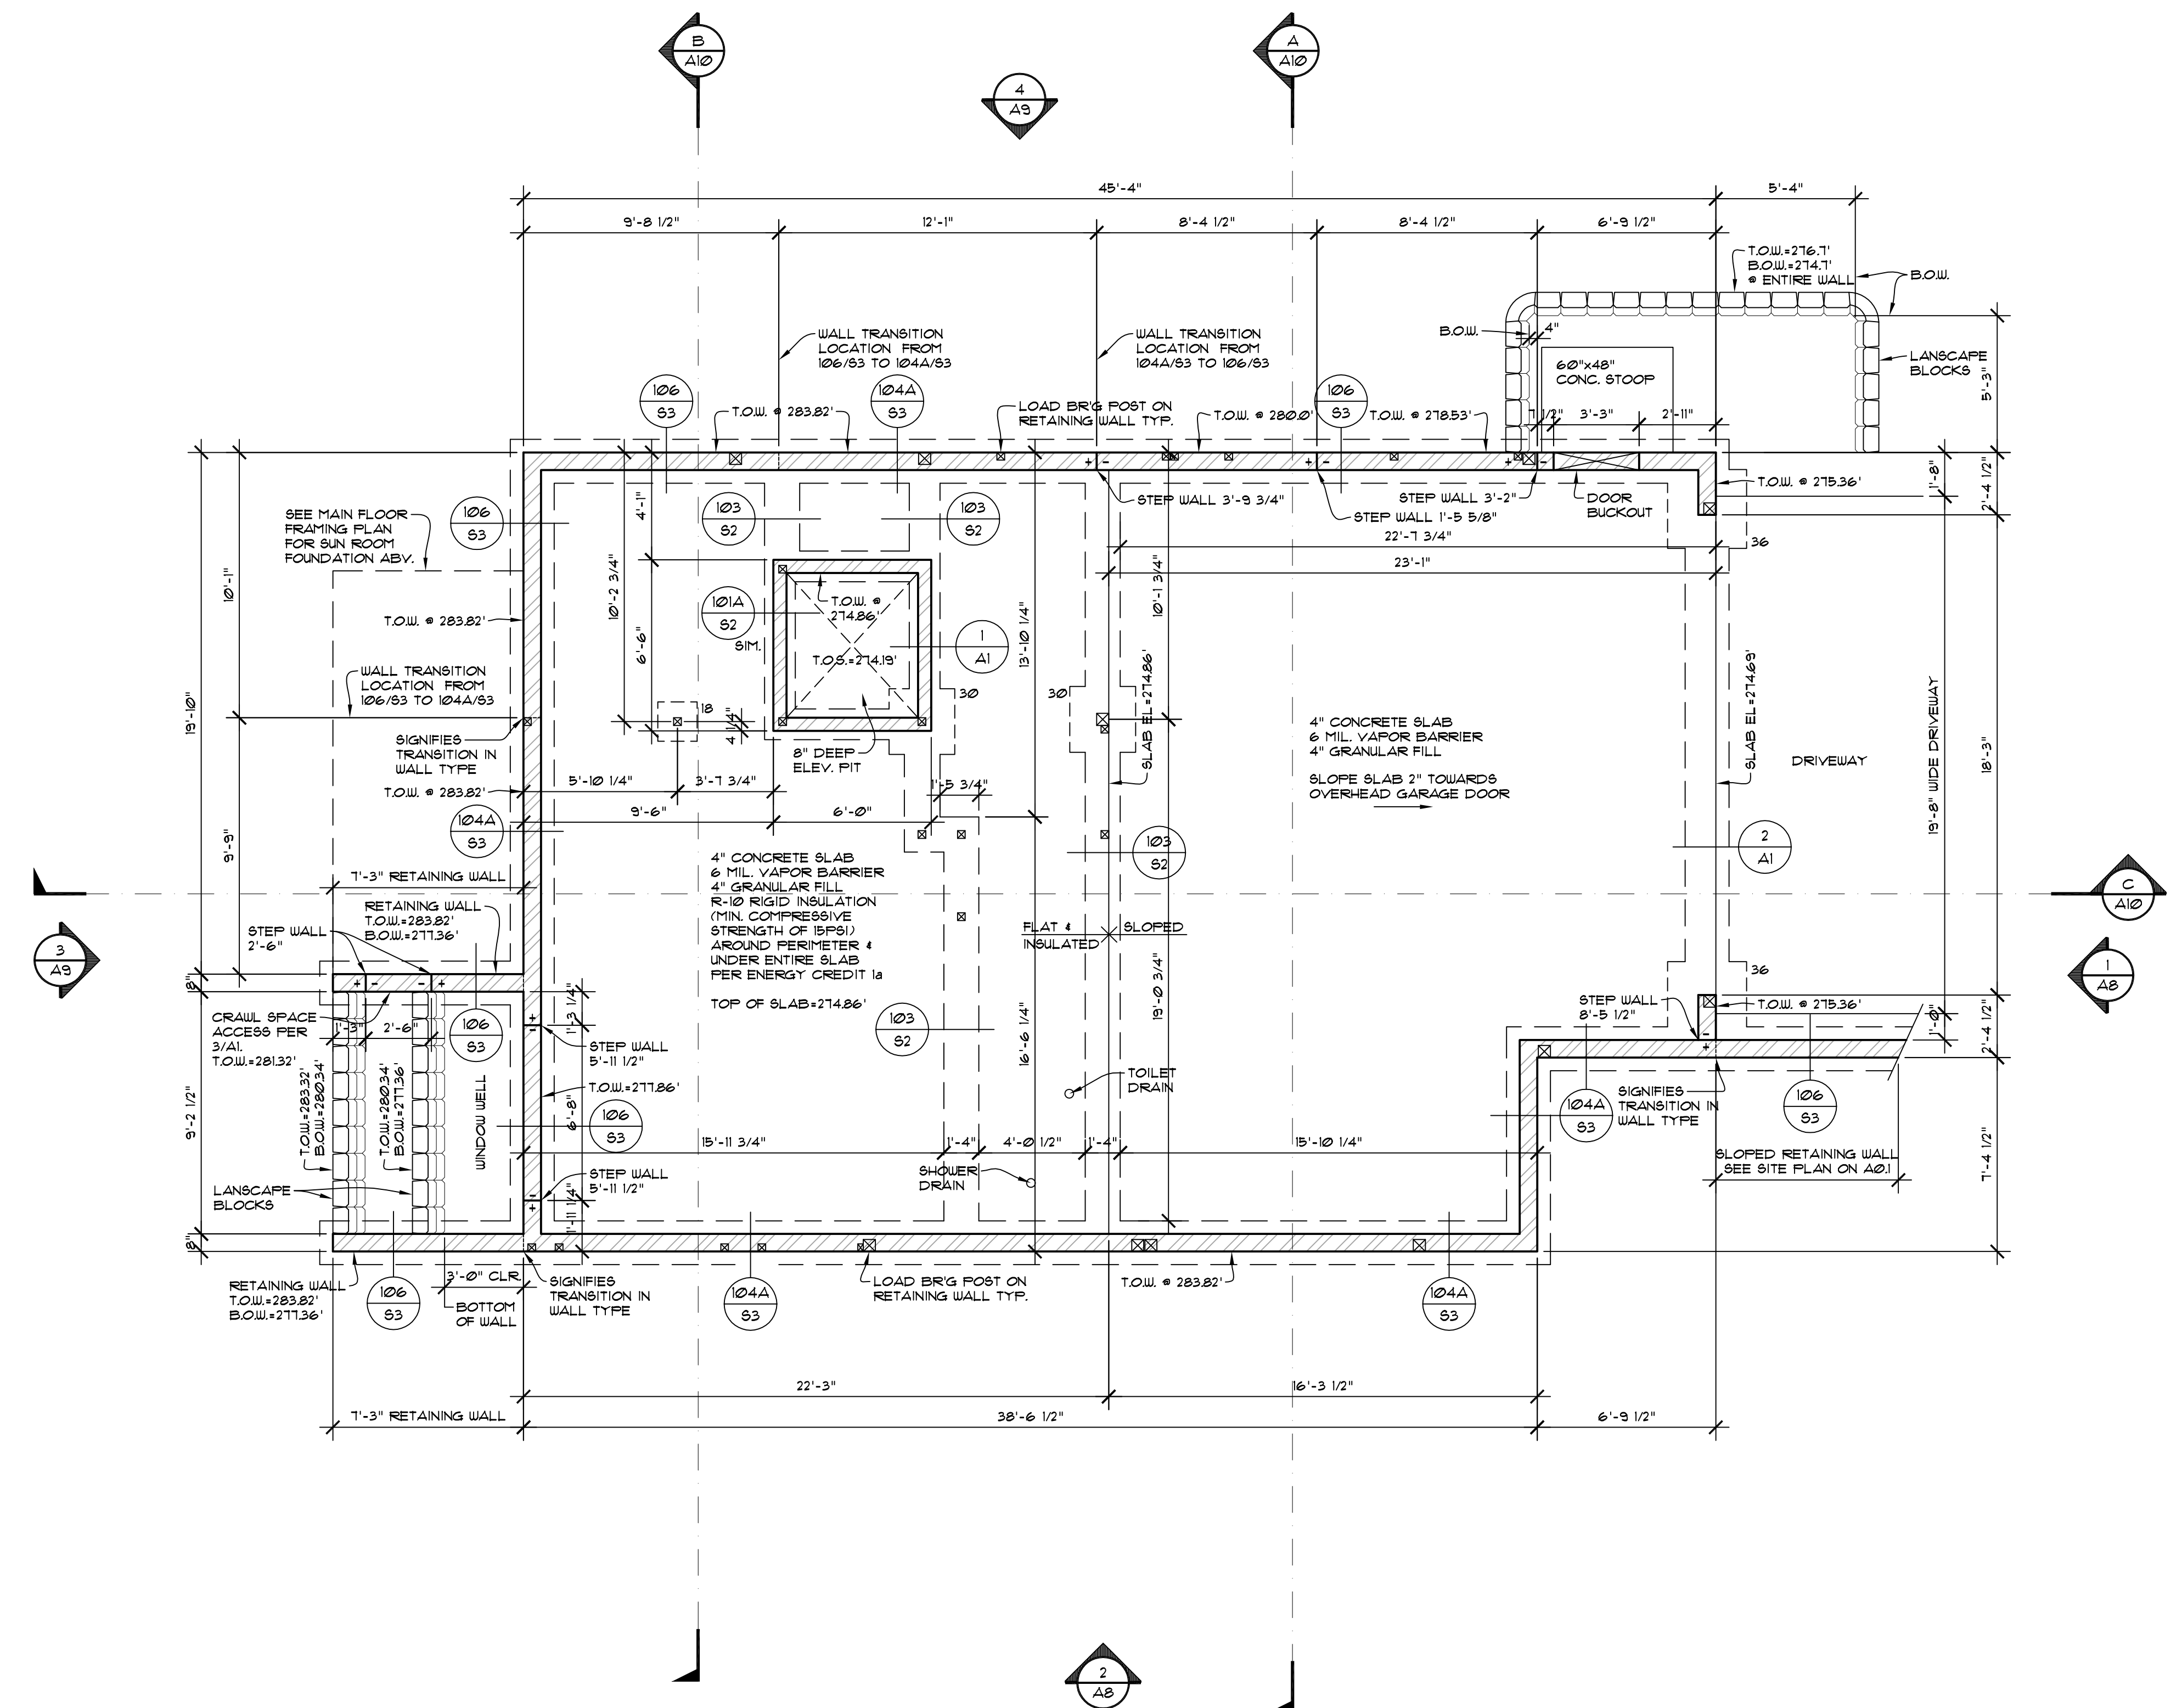 B
A10
A
A10
4
A9
45'-4"
5'-4"
9'-8 1/2"
12'-1"
8'-4 1/2"
8'-4 1/2"
6'-9 1/2"
T.O.W.=276.7'
B.O.W.=274.7'
@ ENTIRE WALL
B.O.W.
B.O.W.
4"
WALL TRANSITION
LOCATION FROM
106/S3 TO 104A/S3
WALL TRANSITION
LOCATION FROM
104A/S3 TO 106/S3
60"x48"
CONC. STOOP
LANSCAPE
BLOCKS
5'-3"
106
S3
104A
S3
106
S3
T.O.W. @ 283.82'
LOAD BR'G POST ON
RETAINING WALL TYP.
T.O.W. @ 280.0'
T.O.W. @ 278.53'
7 1/2"
3'-3"
2'-11"
STEP WALL 3'-9 3/4"
STEP WALL 3'-2"
STEP WALL 1'-5 5/8"
DOOR
BUCKOUT
T.O.W. @ 275.36'
1'-8"
2'-4 1/2"
SEE MAIN FLOOR
FRAMING PLAN
FOR SUN ROOM
FOUNDATION ABV.
106
S3
103
S2
103
S2
4'-1"
22'-7 3/4"
36
23'-1"
10'-1"
10'-2 3/4"
6'-6"
101A
S2
SIM.
T.O.W. @
274.86'
T.O.S.=274.19'
1
A1
13'-10 1/4"
10'-1 3/4"
T.O.W. @ 283.82'
WALL TRANSITION
LOCATION FROM
106/S3 TO 104A/S3
19'-10"
SLAB EL=274.86'
SLAB EL=274.69'
18
4 1/4"
30
30
SIGNIFIES
TRANSITION IN
WALL TYPE
8" DEEP
ELEV. PIT
4" CONCRETE SLAB
6 MIL. VAPOR BARRIER
4" GRANULAR FILL
SLOPE SLAB 2" TOWARDS
OVERHEAD GARAGE DOOR
DRIVEWAY
19'-8" WIDE DRIVEWAY
18'-3"
T.O.W. @ 283.82'
5'-10 1/4"
3'-7 3/4"
1'-5 3/4"
9'-6"
6'-0"
104A
S3
9'-9"
103
S2
2
A1
4" CONCRETE SLAB
6 MIL. VAPOR BARRIER
4" GRANULAR FILL
R-10 RIGID INSULATION
(MIN. COMPRESSIVE
STRENGTH OF 15PSI)
AROUND PERIMETER &
UNDER ENTIRE SLAB
PER ENERGY CREDIT 1a
TOP OF SLAB=274.86'
7'-3" RETAINING WALL
RETAINING WALL
T.O.W.=283.82'
B.O.W.=277.36'
STEP WALL
2'-6"
FLAT &
INSULATED
SLOPED
C
A10
3
A9
1
A8
8"
36
STEP WALL
8'-5 1/2"
T.O.W. @ 275.36'
1'-0"
2'-4 1/2"
CRAWL SPACE
ACCESS PER
3/A1.
T.O.W.=281.32'
1'-3"
2'-6"
106
S3
1'-3 1/4"
STEP WALL
5'-11 1/2"
103
S2
16'-6 1/4"
19'-0 3/4"
T.O.W.=277.86'
TOILET
DRAIN
104A
S3
SIGNIFIES
TRANSITION IN
WALL TYPE
106
S3
9'-2 1/2"
T.O.W.=283.32'
B.O.W.=280.34'
T.O.W.=280.34'
B.O.W.=277.36'
WINDOW WELL
6'-8"
106
S3
15'-11 3/4"
1'-4"
4'-0 1/2"
1'-4"
15'-10 1/4"
SLOPED RETAINING WALL
SEE SITE PLAN ON A0.1
7'-4 1/2"
SHOWER
DRAIN
LANSCAPE
BLOCKS
STEP WALL
5'-11 1/2"
1'-11 1/4"
8"
RETAINING WALL
T.O.W.=283.82'
B.O.W.=277.36'
106
S3
3'-0" CLR.
BOTTOM
OF WALL
SIGNIFIES
TRANSITION IN
WALL TYPE
104A
S3
LOAD BR'G POST ON
RETAINING WALL TYP.
T.O.W. @ 283.82'
104A
S3
22'-3"
16'-3 1/2"
7'-3" RETAINING WALL
38'-6 1/2"
6'-9 1/2"
2
A8